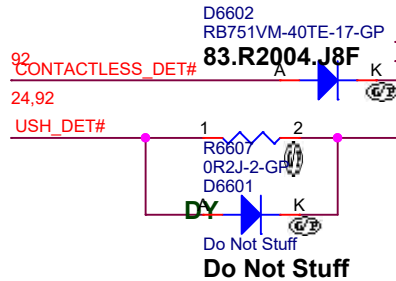 D6602
RB751VM-40TE-17-GP
83.R2004.J8F
92
CONTACTLESS_DET#
A
K
G/P
24,92
USH_DET#
1
2
R6607
0R2J-2-GP
D6601
DY
A
K
G/P
Do Not Stuff
Do Not Stuff